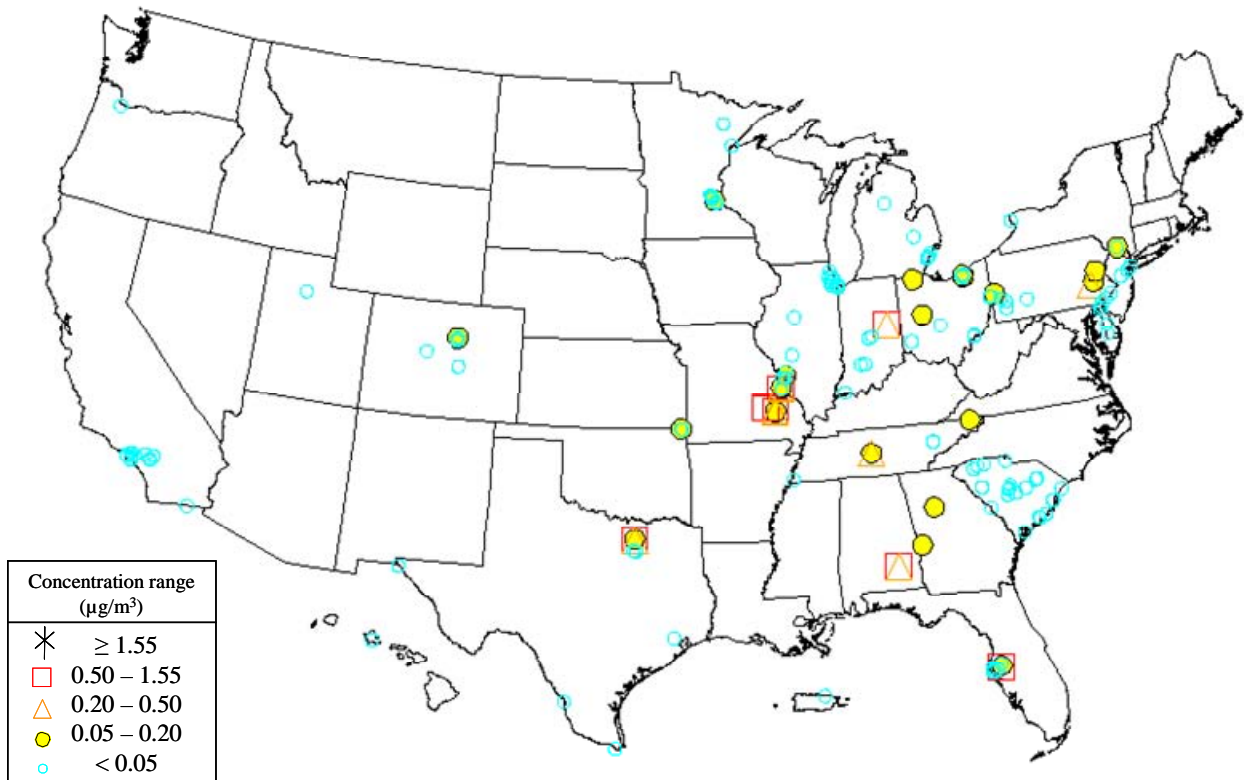 Concentration range
(µg/m³)
≥ 1.55
0.50 – 1.55
0.20 – 0.50
0.05 – 0.20
< 0.05